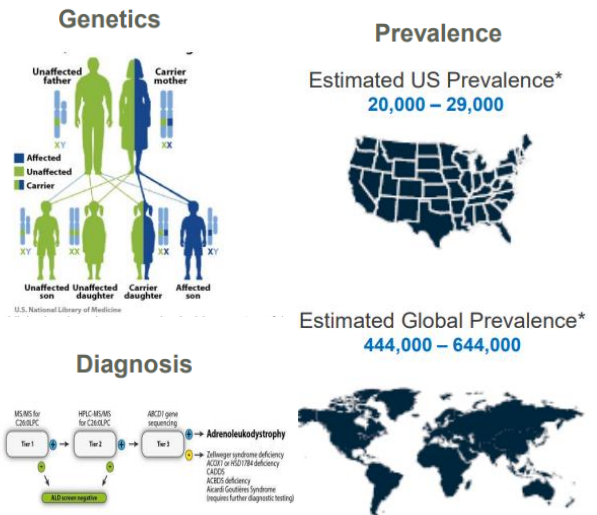 Genetics
Unaffected father
Carrier mother
XY
XX
Affected
Unaffected
Carrier
XY
XX
XX
XY
Unaffected son
Unaffected daughter
Carrier daughter
Affected son
U.S. National Library of Medicine
Prevalence
Estimated US Prevalence*
20,000 – 29,000
Estimated Global Prevalence*
444,000 – 644,000
Diagnosis
MS/MS for
C26:0LPC
HPLC-MS/MS
for C26:0LPC
ABCD1 gene
sequencing
Tier 1
+
Tier 2
+
Tier 3
+
Adrenoleukodystrophy
Zellweger syndrome deficiency
ACOX1 or HSD17B4 deficiency
CADDS
ACBD5 deficiency
Aicardi Goutières Syndrome
(requires further diagnostic testing)
ALD screen negative